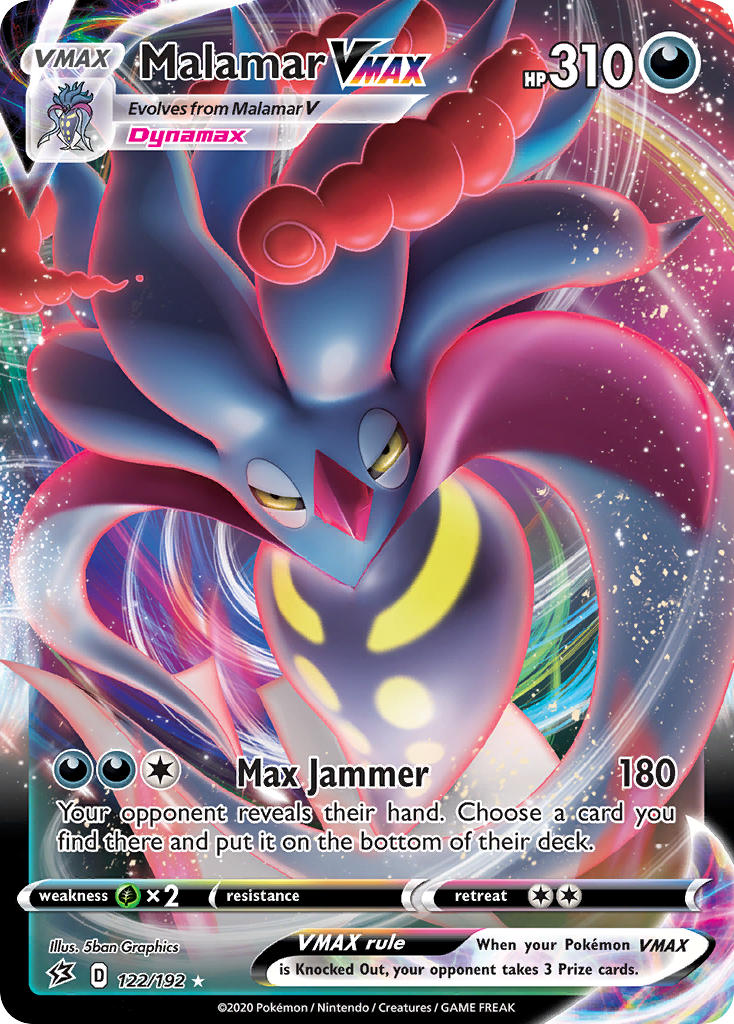 VMAX
Malamar VMAX
HP310
Evolves from Malamar V
Dynamax
Max Jammer 180
Your opponent reveals their hand. Choose a card you
find there and put it on the bottom of their deck.
weakness ×2 resistance retreat
Illus. 5ban Graphics
VMAX rule When your Pokémon VMAX
is Knocked Out, your opponent takes 3 Prize cards.
D 122/192 ★
©2020 Pokémon / Nintendo / Creatures / GAME FREAK